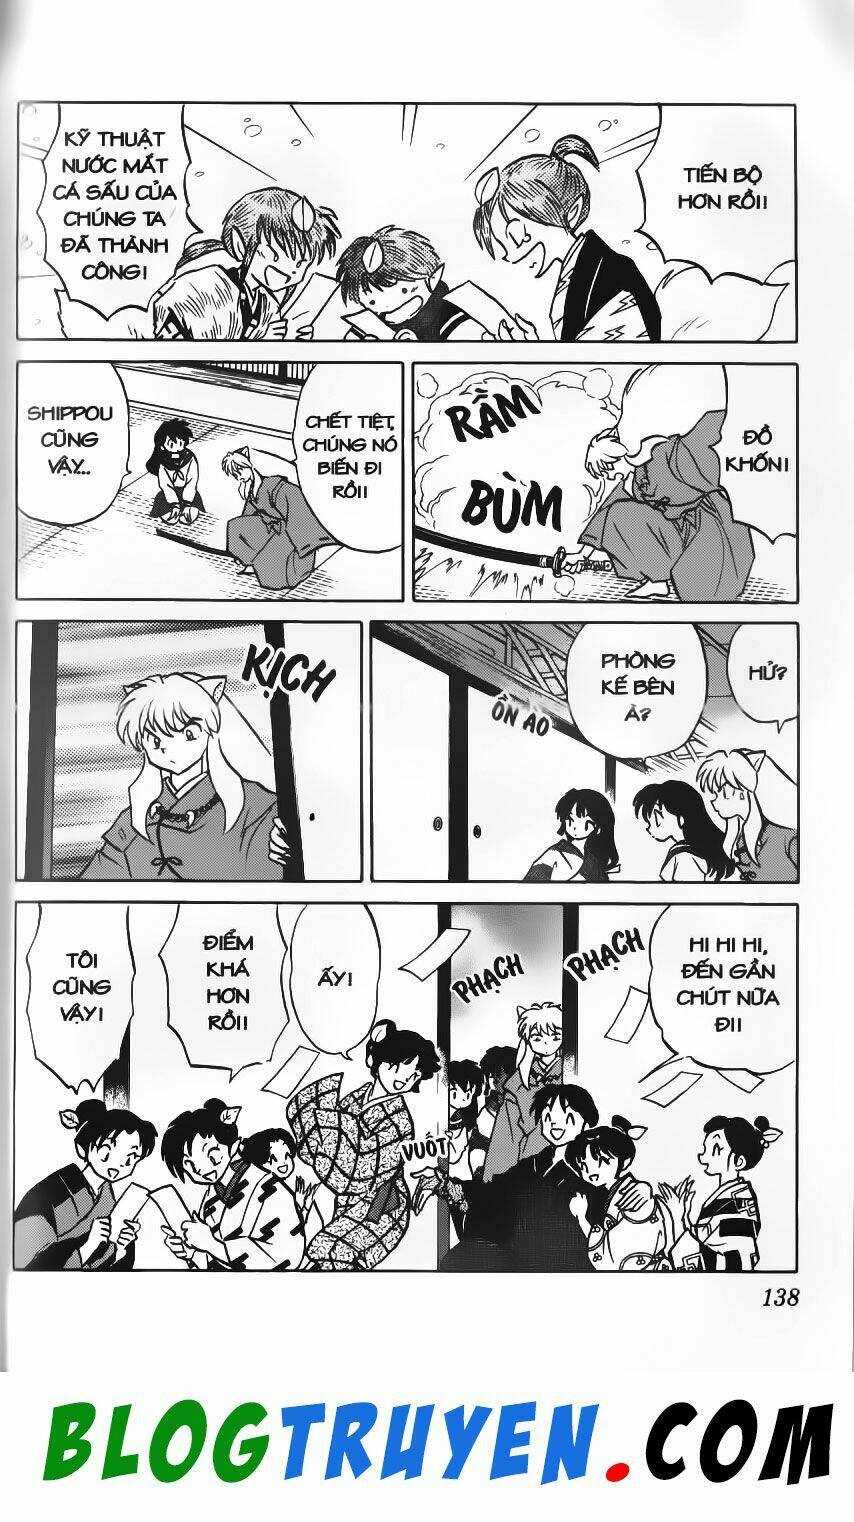 TIẾN BỘ
HƠN RỒI!
KỸ THUẬT
NƯỚC MẮT
CÁ SẤU CỦA
CHÚNG TA
ĐÃ THÀNH
CÔNG!
ĐỒ
KHỐN!
RẦM
BÙM
CHẾT TIỆT,
CHÚNG NÓ
BIẾN ĐI
RỒI!
SHIPPOU
CŨNG
VẬY...
HỬ?
PHÒNG
KẾ BÊN
À?
ỒN ÀO
KỊCH
HI HI HI,
ĐẾN GẦN
CHÚT NỮA
ĐI!
PHẠCH
PHẠCH
ẤY!
VUỐT
ĐIỂM
KHÁ
HƠN
RỒI!
TÔI
CŨNG
VẬY!
138
BLOGTRUYEN.COM